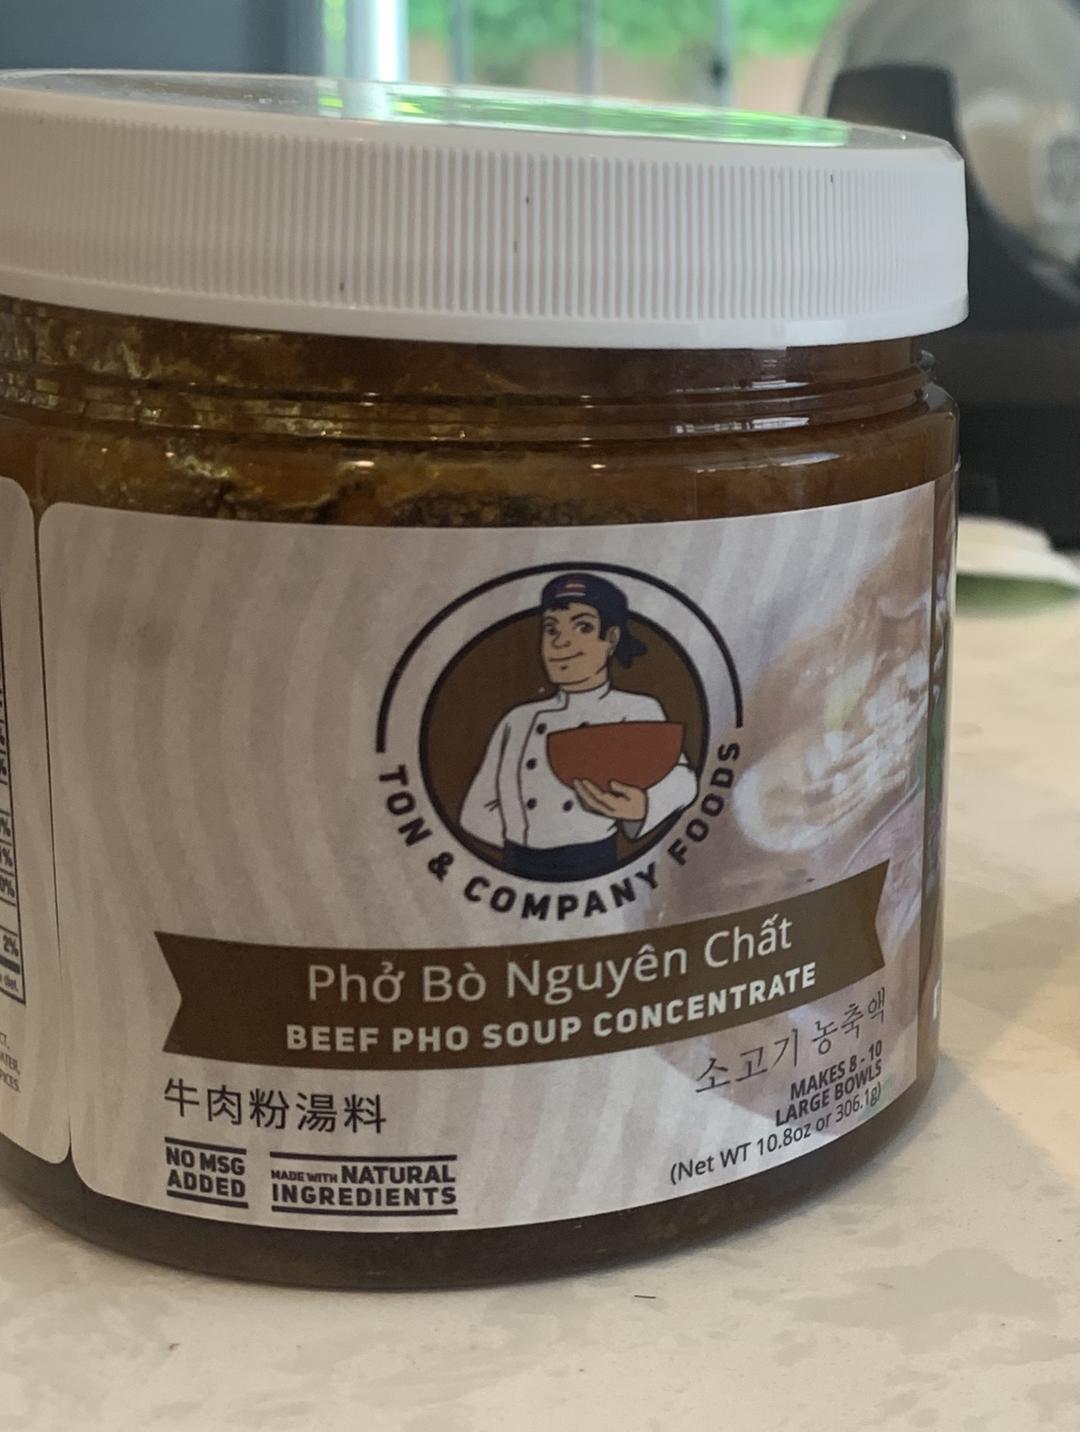 TON & COMPANY FOODS
Phở Bò Nguyên Chất
BEEF PHO SOUP CONCENTRATE
소고기 농축액
牛肉粉湯料
MAKES 8 - 10
LARGE BOWLS
(Net WT 10.8oz or 306.1g)
NO MSG
ADDED
MADE WITH NATURAL
INGREDIENTS
2%